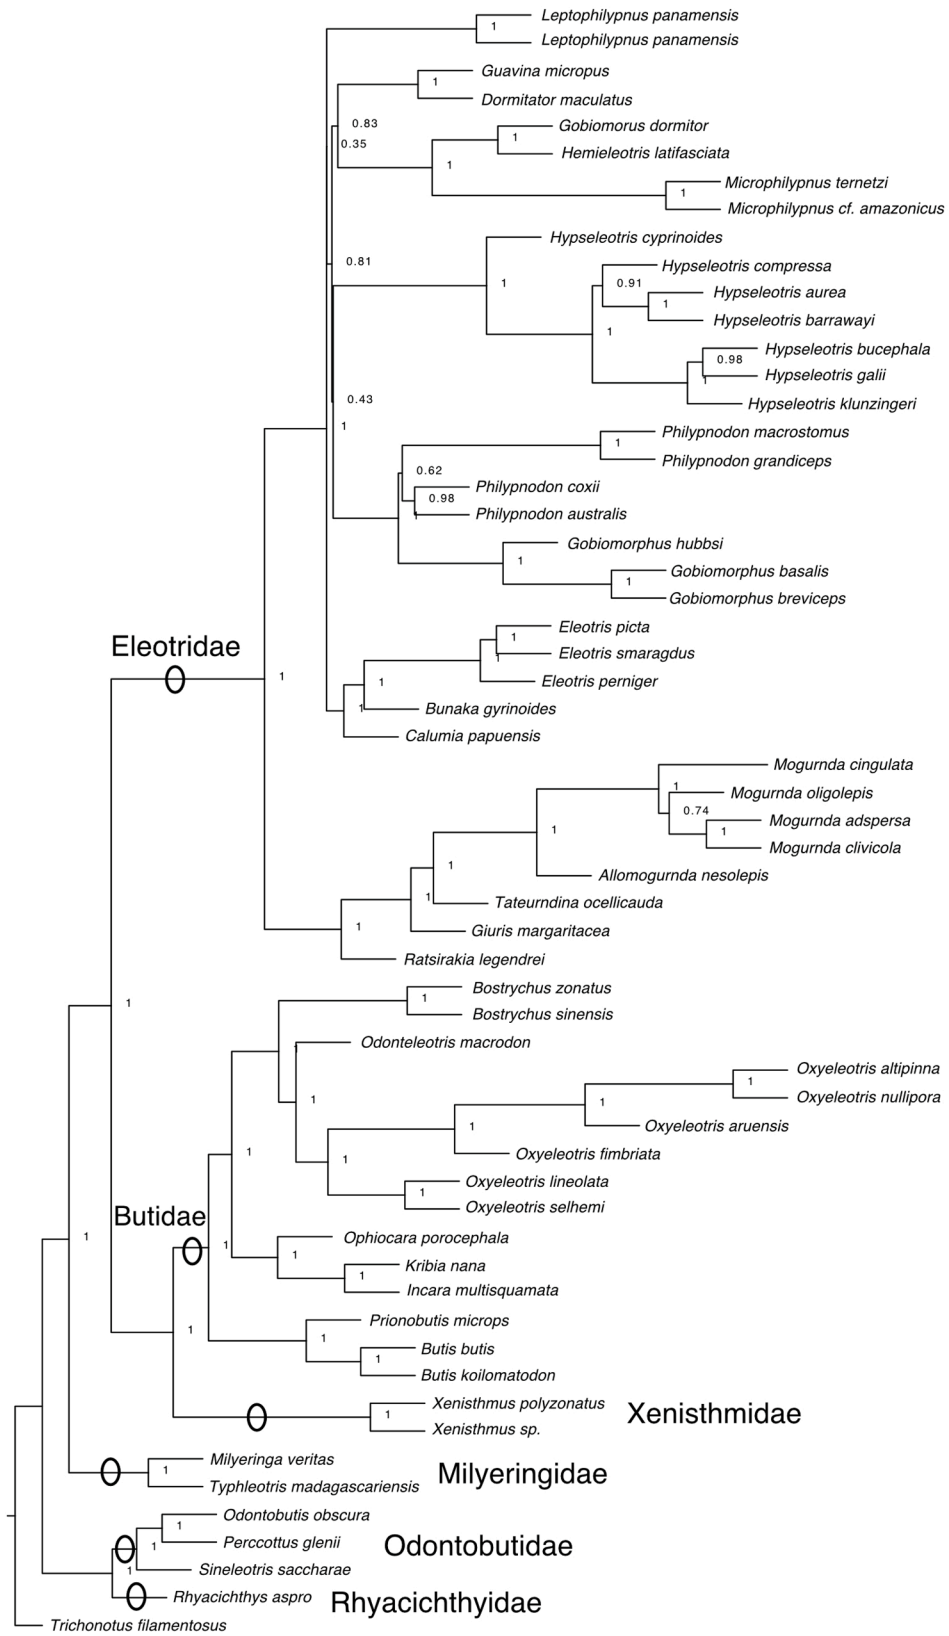 Leptophilypnus panamensis
1
Leptophilypnus panamensis
Guavina micropus
1
Dormitator maculatus
0.83
Gobiomorus dormitor
1
0.35
Hemieleotris latifasciata
1
Microphilypnus ternetzi
1
Microphilypnus cf. amazonicus
Hypseleotris cyprinoides
0.81
Hypseleotris compressa
1
0.91
Hypseleotris aurea
1
Hypseleotris barrawayi
1
Hypseleotris bucephala
0.98
Hypseleotris galii
1
Hypseleotris klunzingeri
0.43
1
Philypnodon macrostomus
1
Philypnodon grandiceps
0.62
Philypnodon coxii
0.98
Philypnodon australis
1
Gobiomorphus hubbsi
1
Gobiomorphus basalis
1
Gobiomorphus breviceps
Eleotris picta
1
Eleotridae
Eleotris smaragdus
1
1
Eleotris perniger
1
Bunaka gyrinoides
1
Calumia papuensis
Mogurnda cingulata
1
Mogurnda oligolepis
0.74
Mogurnda adspersa
1
1
Mogurnda clivicola
1
Allomogurnda nesolepis
1
Tateurndina ocellicauda
1
Giuris margaritacea
Ratsirakia legendrei
Bostrychus zonatus
1
1
Bostrychus sinensis
Odonteleotris macrodon
1
Oxyeleotris altipinna
1
Oxyeleotris nullipora
1
1
Oxyeleotris aruensis
1
1
Oxyeleotris fimbriata
1
Oxyeleotris lineolata
1
Oxyeleotris selhemi
Butidae
1
1
Ophiocara porocephala
1
Kribia nana
1
Incara multisquamata
Prionobutis microps
1
1
Butis butis
1
Butis koilomatodon
Xenisthmus polyzonatus
1
Xenisthmidae
Xenisthmus sp.
Milyeringa veritas
1
Milyeringidae
Typhleotris madagascariensis
Odontobutis obscura
1
Perccottus glenii
1
Odontobutidae
Sineleotris saccharae
1
Rhyacichthys aspro
Rhyacichthyidae
Trichonotus filamentosus